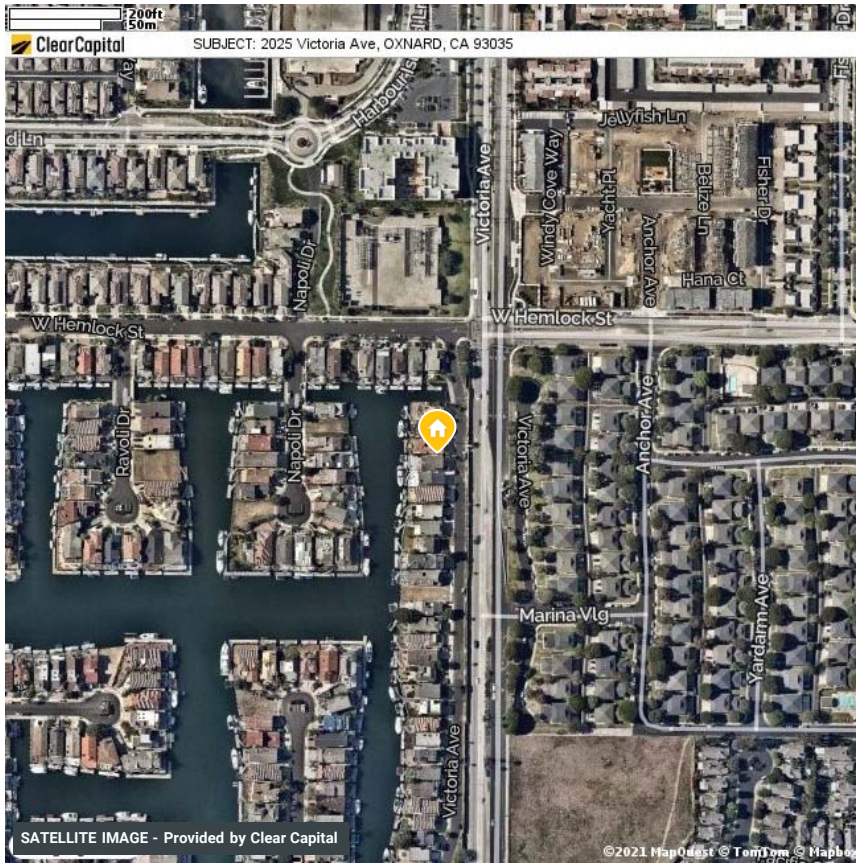 200ft
50m
ClearCapital
SUBJECT: 2025 Victoria Ave, OXNARD, CA 93035
Jellyfish Ln
d Ln
Victoria Ave
Windy Cove Way
Yacht Pl
Belize Ln
Fisher Dr
Napoli Dr
Anchor Ave
Hana Ct
W Hemlock St
W Hemlock St
Ravoli Dr
Napoli Dr
Victoria Ave
Anchor Ave
Marina Vlg
Yardarm Ave
Victoria Ave
SATELLITE IMAGE - Provided by Clear Capital
©2021 MapQuest © TomTom © Mapbox